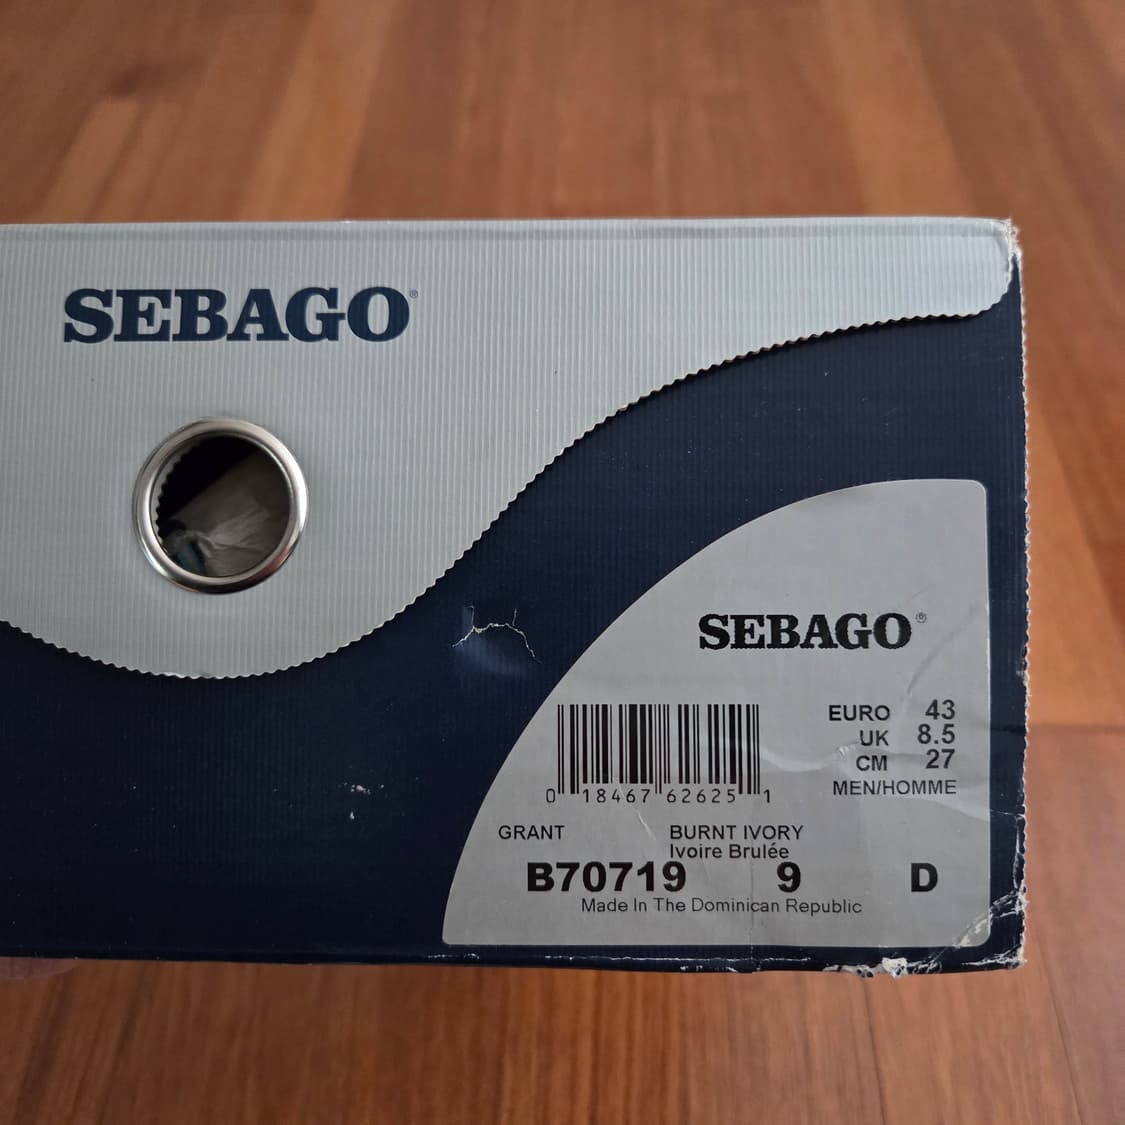 SEBAGO®
SEBAGO®
EURO 43
UK 8.5
CM 27
MEN/HOMME
0 18467 62625 1
GRANT BURNT IVORY
Ivoire Brulée
B70719 9 D
Made In The Dominican Republic